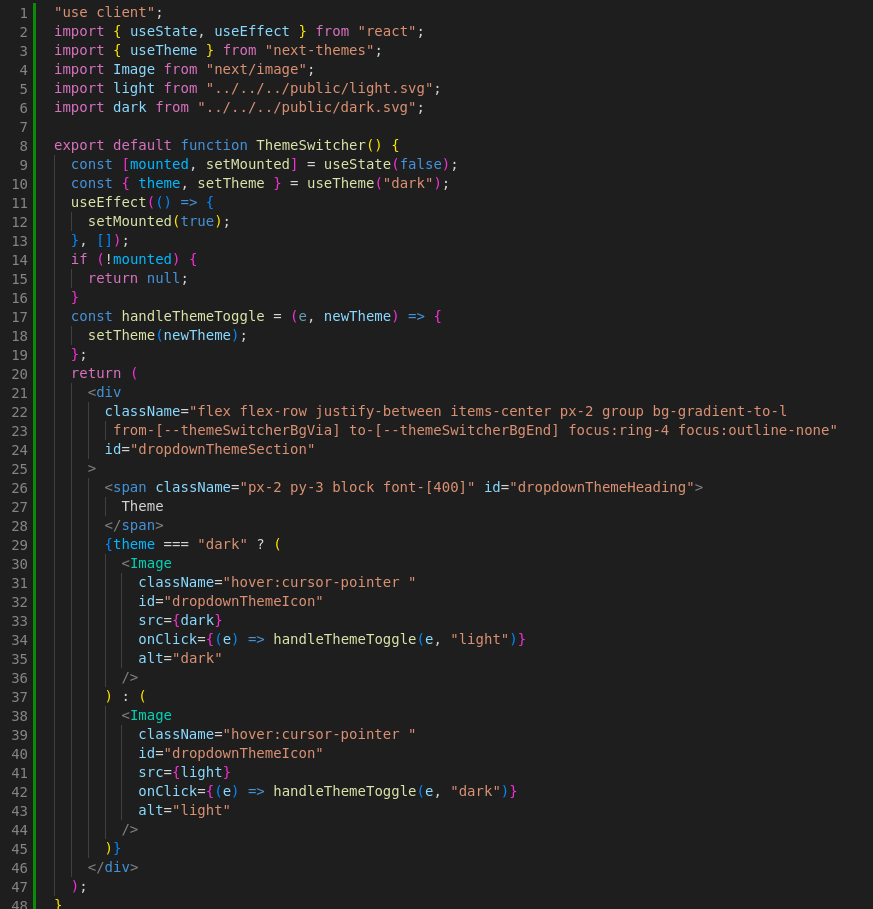 1 "use client";
2 import { useState, useEffect } from "react";
3 import { useTheme } from "next-themes";
4 import Image from "next/image";
5 import light from "../../../public/light.svg";
6 import dark from "../../../public/dark.svg";
7
8 export default function ThemeSwitcher() {
9   const [mounted, setMounted] = useState(false);
10   const { theme, setTheme } = useTheme("dark");
11   useEffect(() => {
12     setMounted(true);
13   }, []);
14   if (!mounted) {
15     return null;
16   }
17   const handleThemeToggle = (e, newTheme) => {
18     setTheme(newTheme);
19   };
20   return (
21     <div
22       className="flex flex-row justify-between items-center px-2 group bg-gradient-to-l
23        from-[--themeSwitcherBgVia] to-[--themeSwitcherBgEnd] focus:ring-4 focus:outline-none"
24       id="dropdownThemeSection"
25     >
26       <span className="px-2 py-3 block font-[400]" id="dropdownThemeHeading">
27         Theme
28       </span>
29       {theme === "dark" ? (
30         <Image
31           className="hover:cursor-pointer "
32           id="dropdownThemeIcon"
33           src={dark}
34           onClick={(e) => handleThemeToggle(e, "light")}
35           alt="dark"
36         />
37       ) : (
38         <Image
39           className="hover:cursor-pointer "
40           id="dropdownThemeIcon"
41           src={light}
42           onClick={(e) => handleThemeToggle(e, "dark")}
43           alt="light"
44         />
45       )}
46     </div>
47   );
48 }